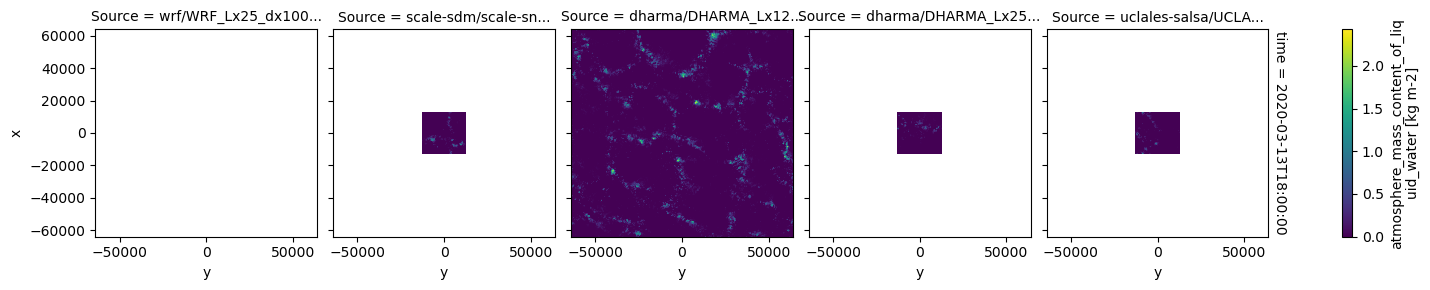 Source = wrf/WRF_Lx25_dx100...
Source = scale-sdm/scale-sn...
Source = dharma/DHARMA_Lx12...
Source = dharma/DHARMA_Lx25...
Source = uclales-salsa/UCLA...
x
60000
40000
20000
0
−20000
−40000
−60000
−50000 0 50000
−50000 0 50000
−50000 0 50000
−50000 0 50000
−50000 0 50000
y
y
y
y
y
time = 2020-03-13T18:00:00
2.0
1.5
1.0
0.5
0.0
atmosphere_mass_content_of_liq
uid_water [kg m-2]